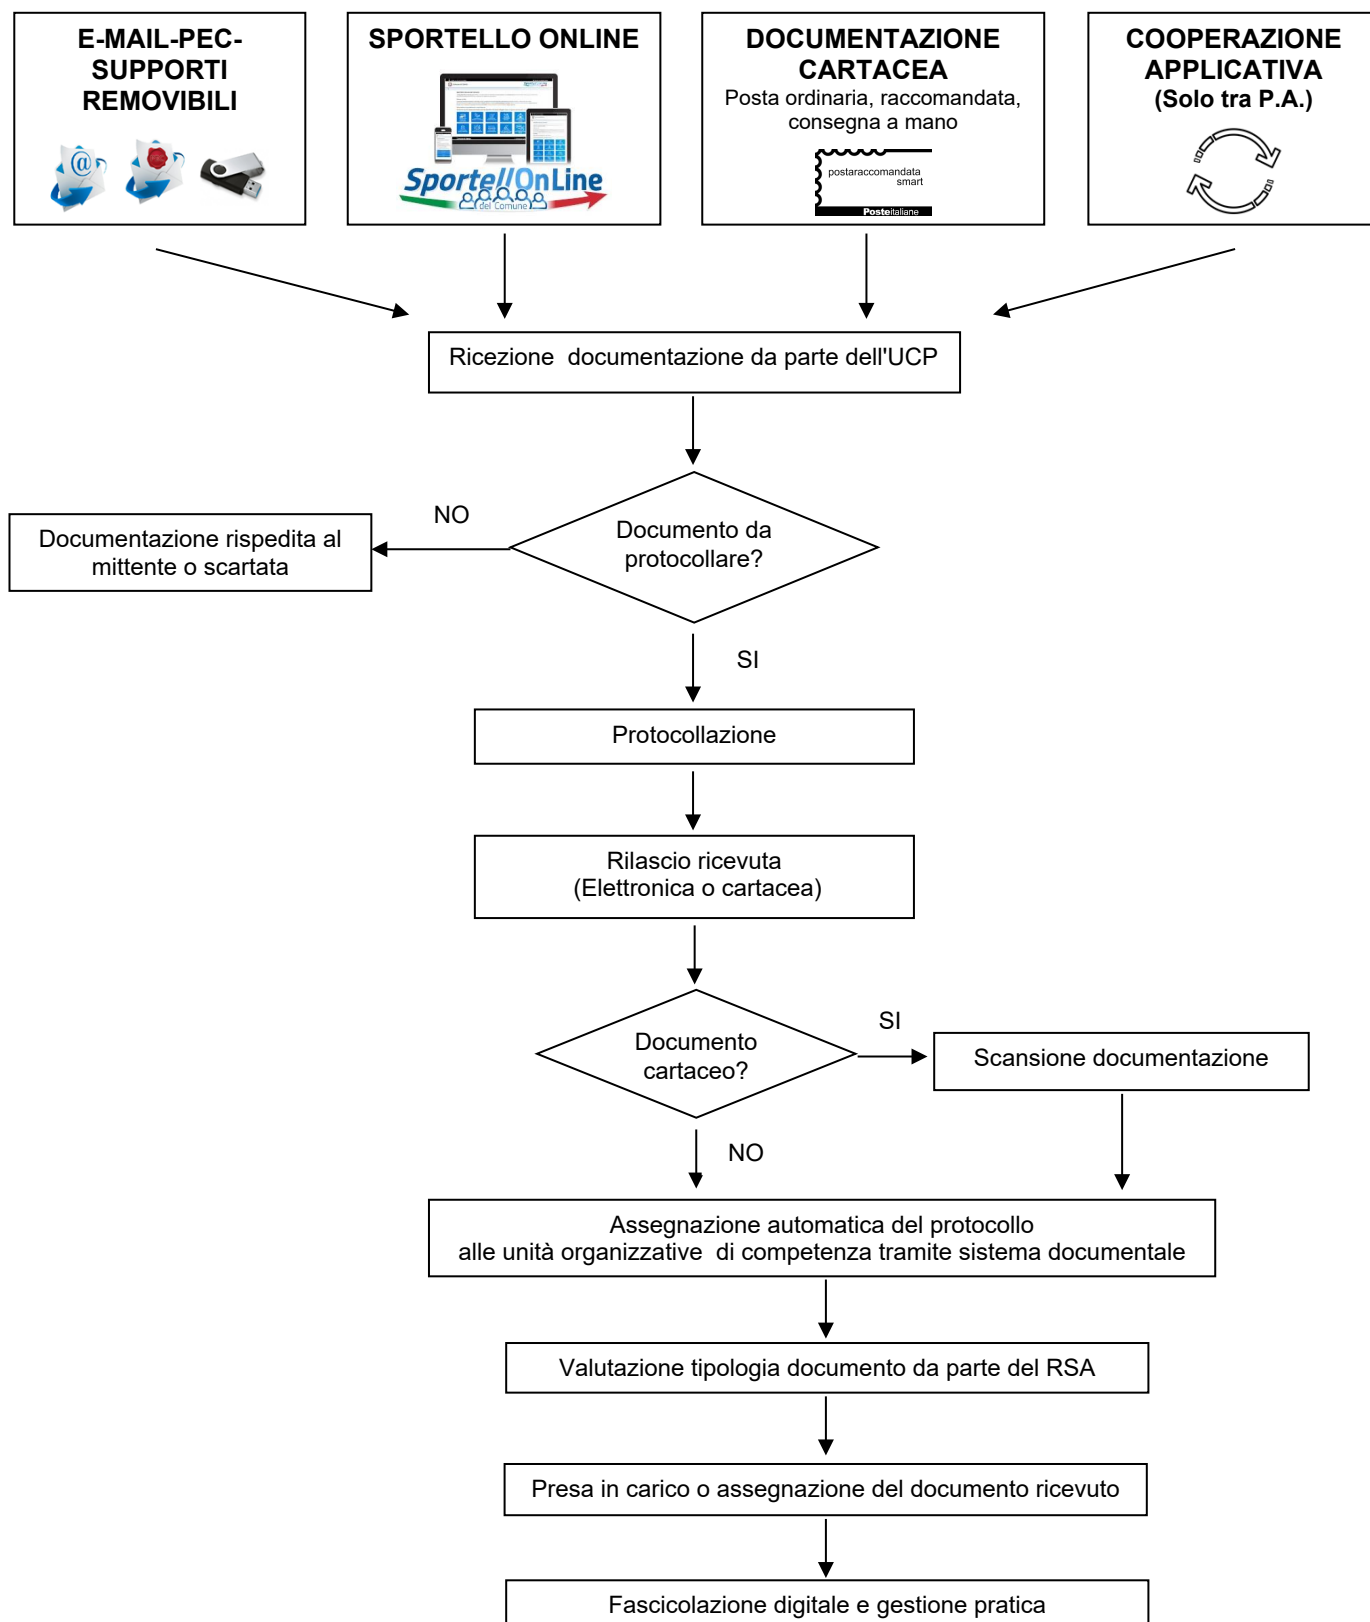 E-MAIL-PEC-
SUPPORTI
REMOVIBILI
@
SPORTELLO ONLINE
SportellOnLine
del Comune
DOCUMENTAZIONE
CARTACEA
Posta ordinaria, raccomandata,
consegna a mano
postaraccomandata
smart
Posteitaliane
COOPERAZIONE
APPLICATIVA
(Solo tra P.A.)
Ricezione  documentazione da parte dell'UCP
NO
Documentazione rispedita al
mittente o scartata
Documento da
protocollare?
SI
Protocollazione
Rilascio ricevuta
(Elettronica o cartacea)
Documento
cartaceo?
SI
Scansione documentazione
NO
Assegnazione automatica del protocollo
alle unità organizzative  di competenza tramite sistema documentale
Valutazione tipologia documento da parte del RSA
Presa in carico o assegnazione del documento ricevuto
Fascicolazione digitale e gestione pratica